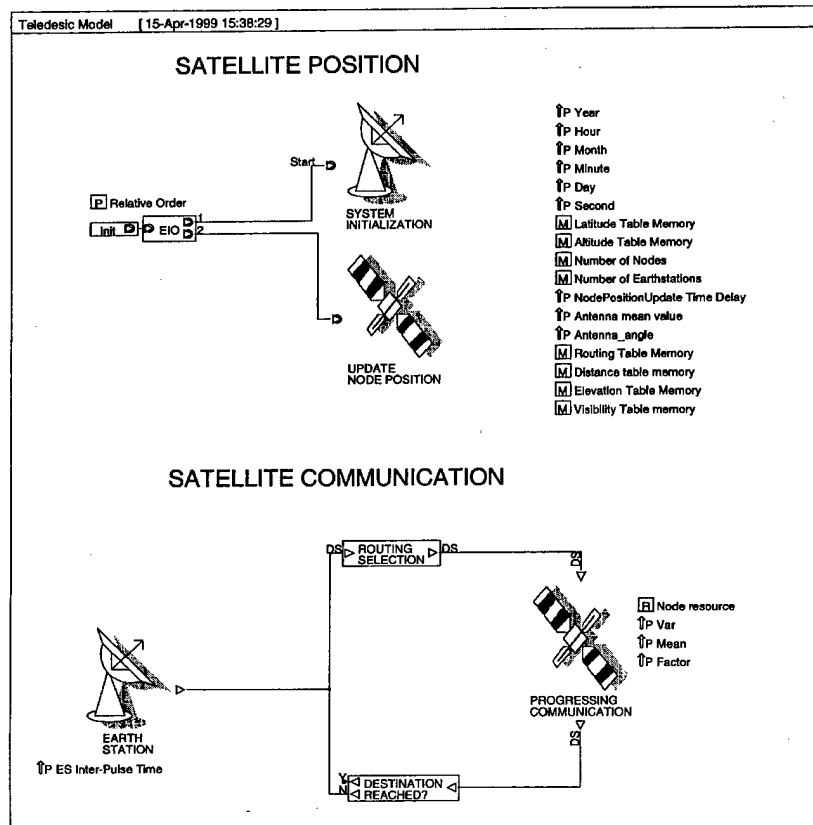 Teledesic Model [ 15-Apr-1999 15:38:29 ]
SATELLITE POSITION
Start
P Relative Order
Init
EIO
1
2
SYSTEM
INITIALIZATION
UPDATE
NODE POSITION
⇑P Year
⇑P Hour
⇑P Month
⇑P Minute
⇑P Day
⇑P Second
M Latitude Table Memory
M Altitude Table Memory
M Number of Nodes
M Number of Earthstations
⇑P NodePositionUpdate Time Delay
⇑P Antenna mean value
⇑P Antenna_angle
M Routing Table Memory
M Distance table memory
M Elevation Table Memory
M Visibility Table memory
SATELLITE COMMUNICATION
DS
ROUTING
SELECTION
DS
DS
R Node resource
⇑P Var
⇑P Mean
⇑P Factor
PROGRESSING
COMMUNICATION
DS
EARTH
STATION
⇑P ES Inter-Pulse Time
Y
N
DESTINATION
REACHED?